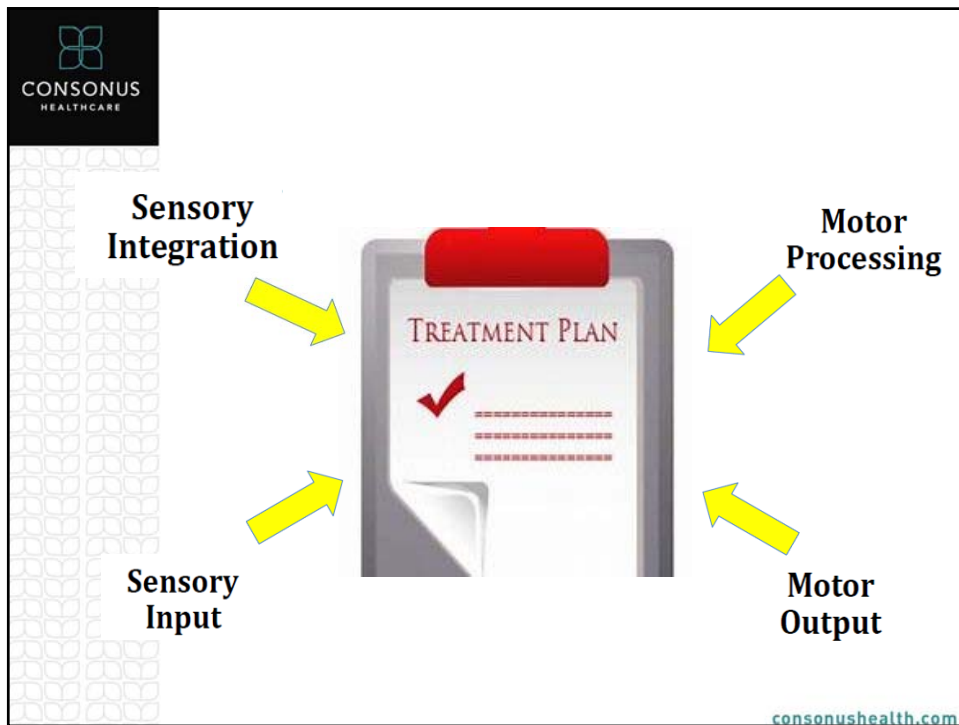 CONSONUS
HEALTHCARE
Sensory
Integration
Motor
Processing
TREATMENT PLAN
Sensory
Input
Motor
Output
consonushealth.com